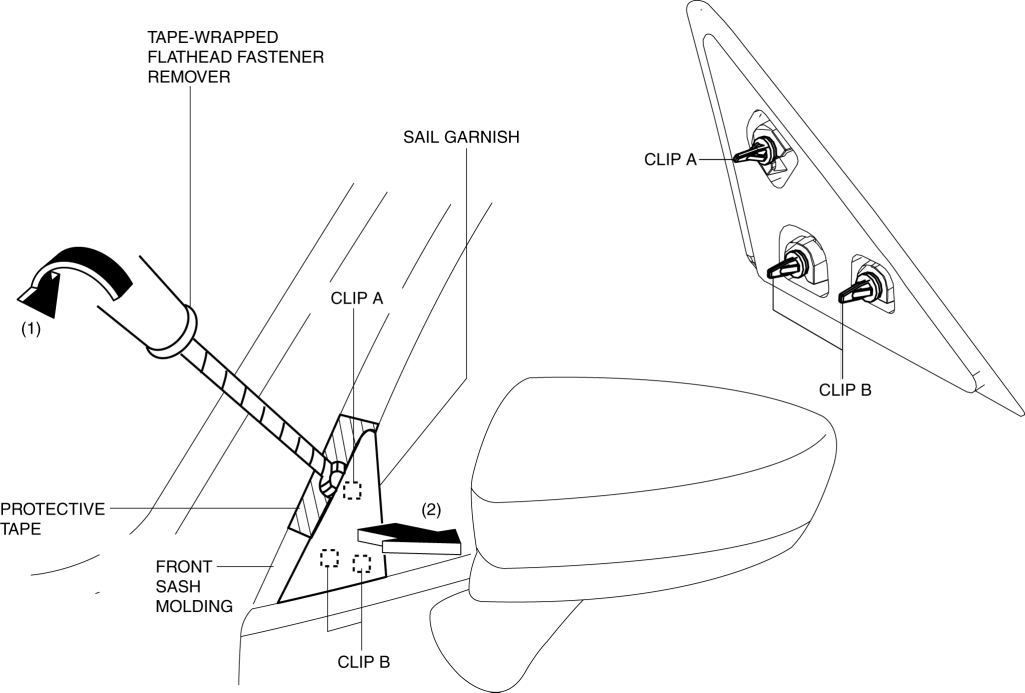 TAPE-WRAPPED
FLATHEAD FASTENER
REMOVER
SAIL GARNISH
CLIP A
CLIP A
(1)
CLIP B
PROTECTIVE
TAPE
(2)
FRONT
SASH
MOLDING
CLIP B